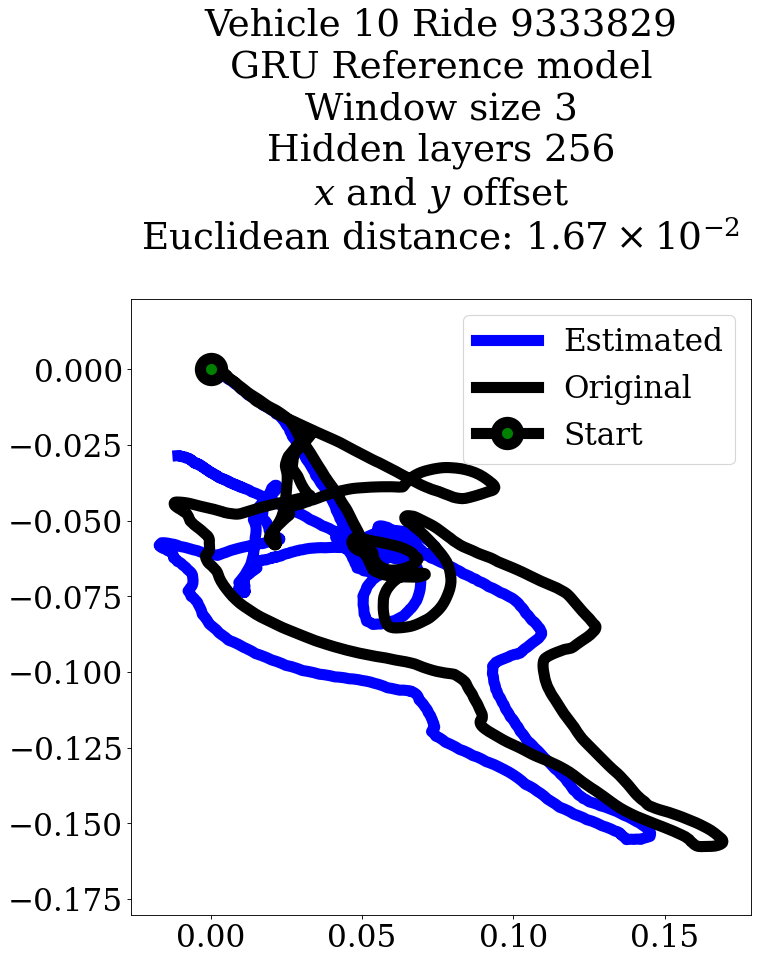 Vehicle 10 Ride 9333829
GRU Reference model
Window size 3
Hidden layers 256
x and y offset
Euclidean distance: 1.67 × 10⁻²
Estimated
Original
Start
0.000
−0.025
−0.050
−0.075
−0.100
−0.125
−0.150
−0.175
0.00 0.05 0.10 0.15